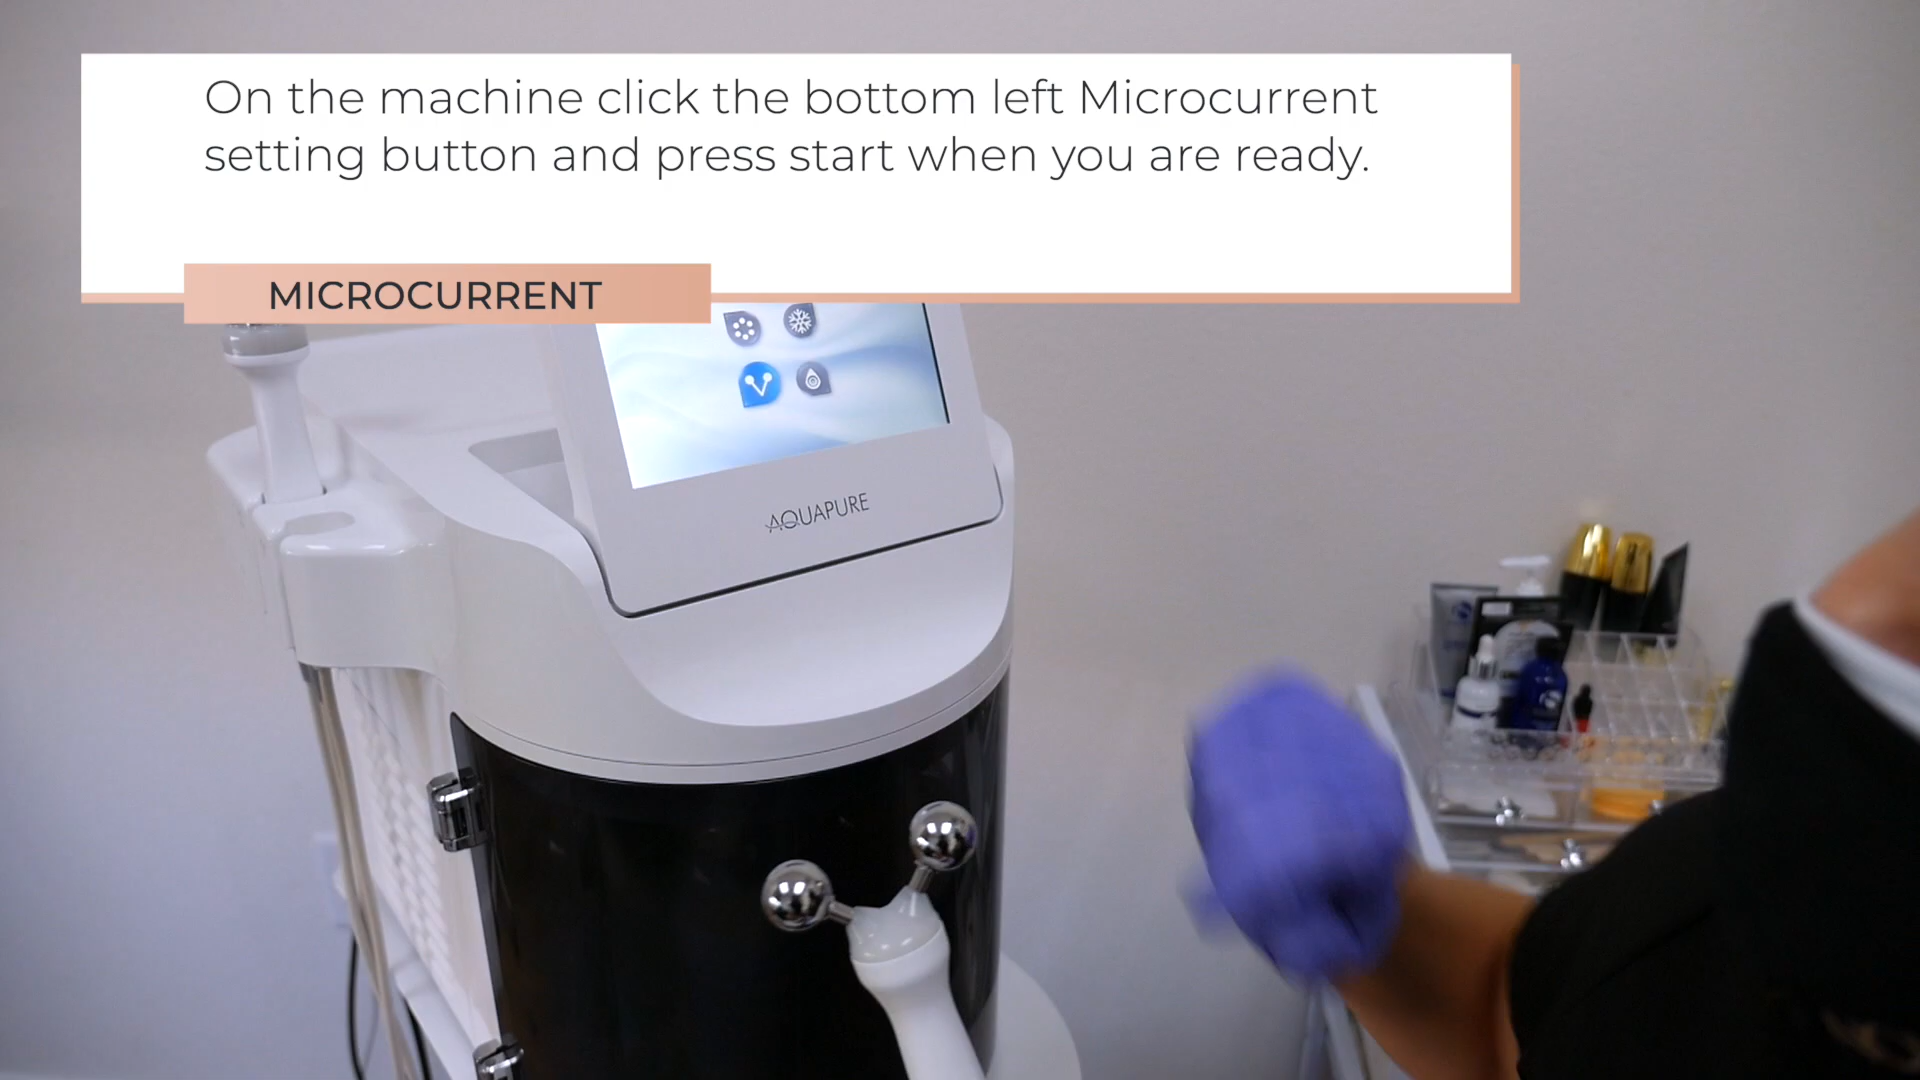 On the machine click the bottom left Microcurrent
setting button and press start when you are ready.
MICROCURRENT
AQUAPURE